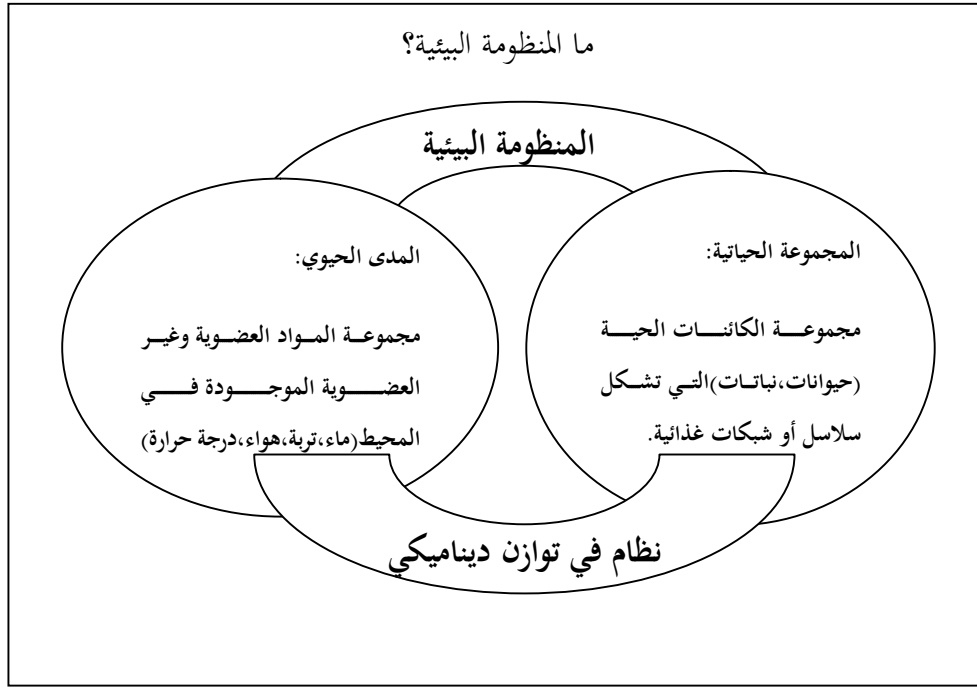 ما المنظومة البيئية؟
المنظومة البيئية
المجموعة الحياتية:
مجموعة الكائنات الحية
(حيوانات،نباتات)التي تشكل
سلاسل أو شبكات غذائية.
المدى الحيوي:
مجموعة المواد العضوية وغير
العضوية الموجودة في
المحيط(ماء،تربة،هواء،درجة حرارة)
نظام في توازن ديناميكي